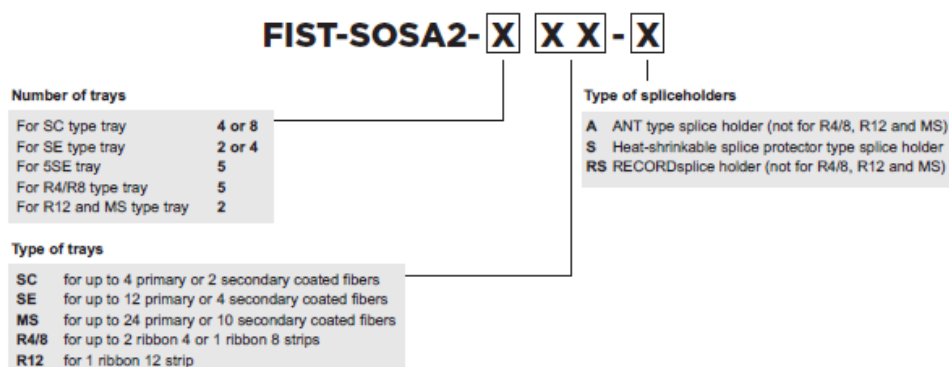 FIST-SOSA2- X X X - X
Number of trays
For SC type tray 4 or 8
For SE type tray 2 or 4
For 5SE tray 5
For R4/R8 type tray 5
For R12 and MS type tray 2
Type of spliceholders
A ANT type splice holder (not for R4/8, R12 and MS)
S Heat-shrinkable splice protector type splice holder
RS RECORDsplice holder (not for R4/8, R12 and MS)
Type of trays
SC for up to 4 primary or 2 secondary coated fibers
SE for up to 12 primary or 4 secondary coated fibers
MS for up to 24 primary or 10 secondary coated fibers
R4/8 for up to 2 ribbon 4 or 1 ribbon 8 strips
R12 for 1 ribbon 12 strip